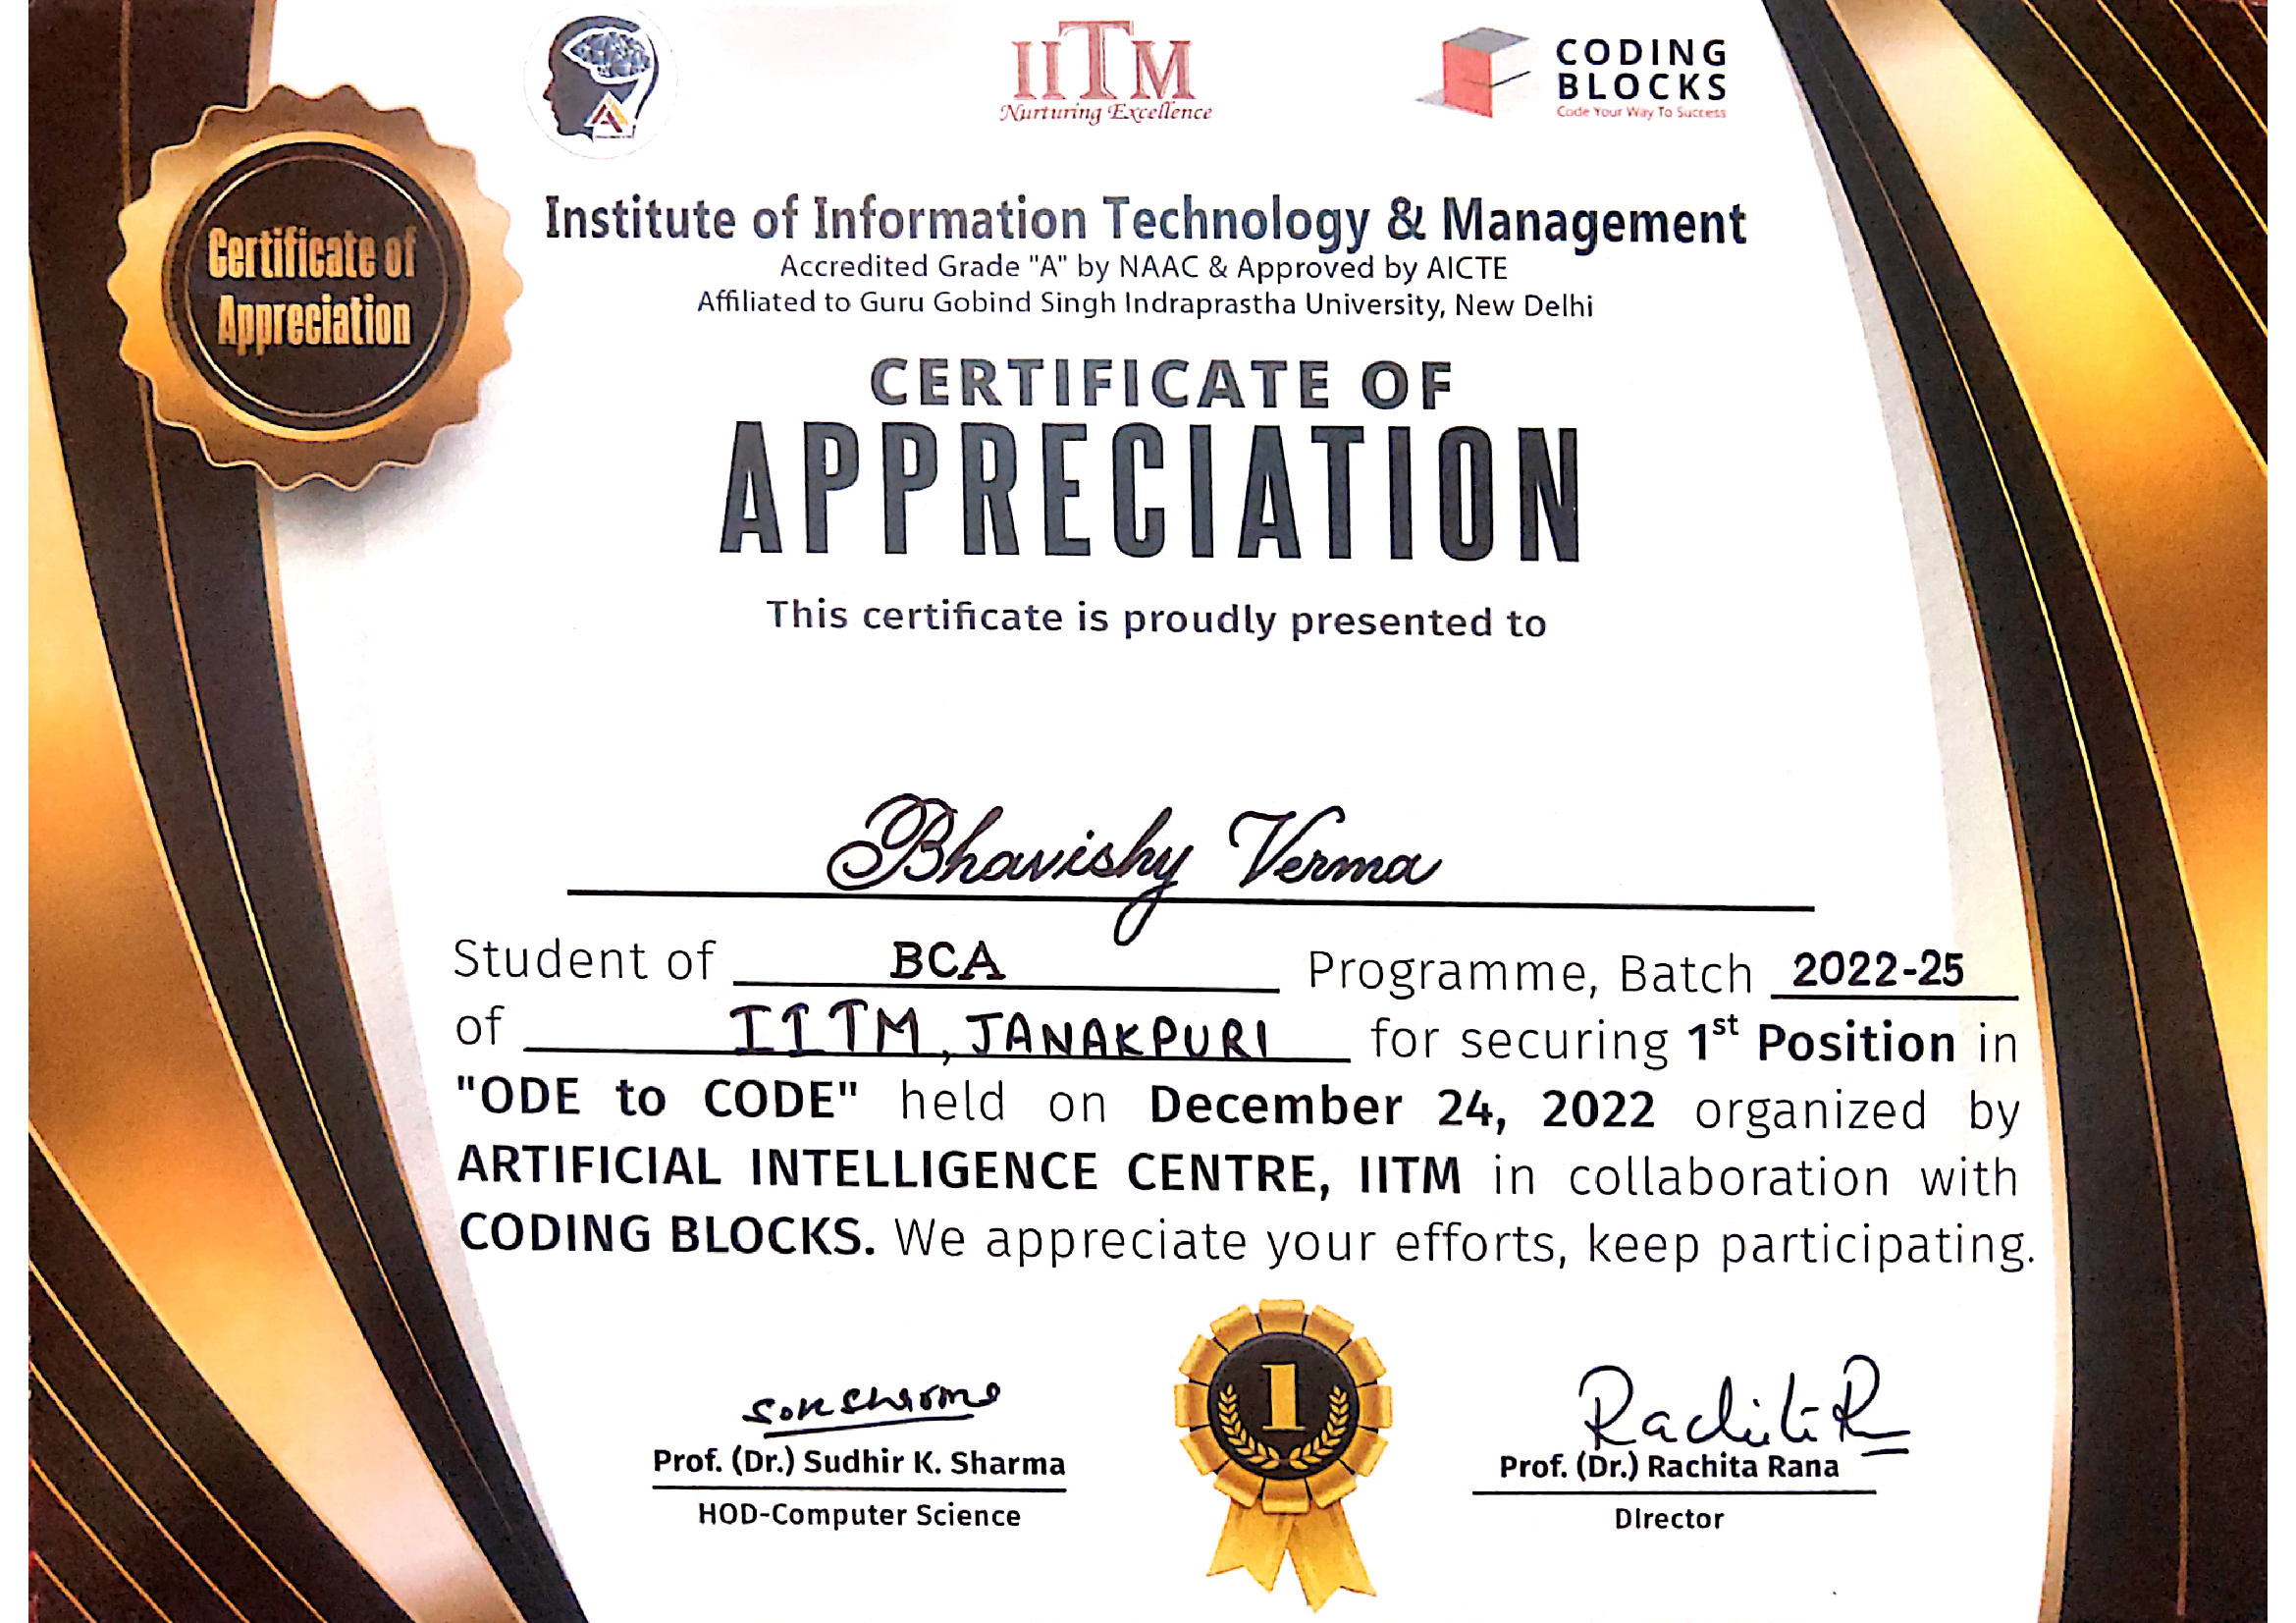 IITM
Nurturing Excellence
CODING
BLOCKS
Code Your Way To Success
Certificate of
Appreciation
Institute of Information Technology & Management
Accredited Grade "A" by NAAC & Approved by AICTE
Affiliated to Guru Gobind Singh Indraprastha University, New Delhi
CERTIFICATE OF
APPRECIATION
This certificate is proudly presented to
Bhavishy Verma
Student of BCA Programme, Batch 2022-25
of IITM, JANAKPURI for securing 1st Position in
"ODE to CODE" held on December 24, 2022 organized by
ARTIFICIAL INTELLIGENCE CENTRE, IITM in collaboration with
CODING BLOCKS. We appreciate your efforts, keep participating.
1
RachitaR
Prof. (Dr.) Sudhir K. Sharma
Prof. (Dr.) Rachita Rana
HOD-Computer Science
Director